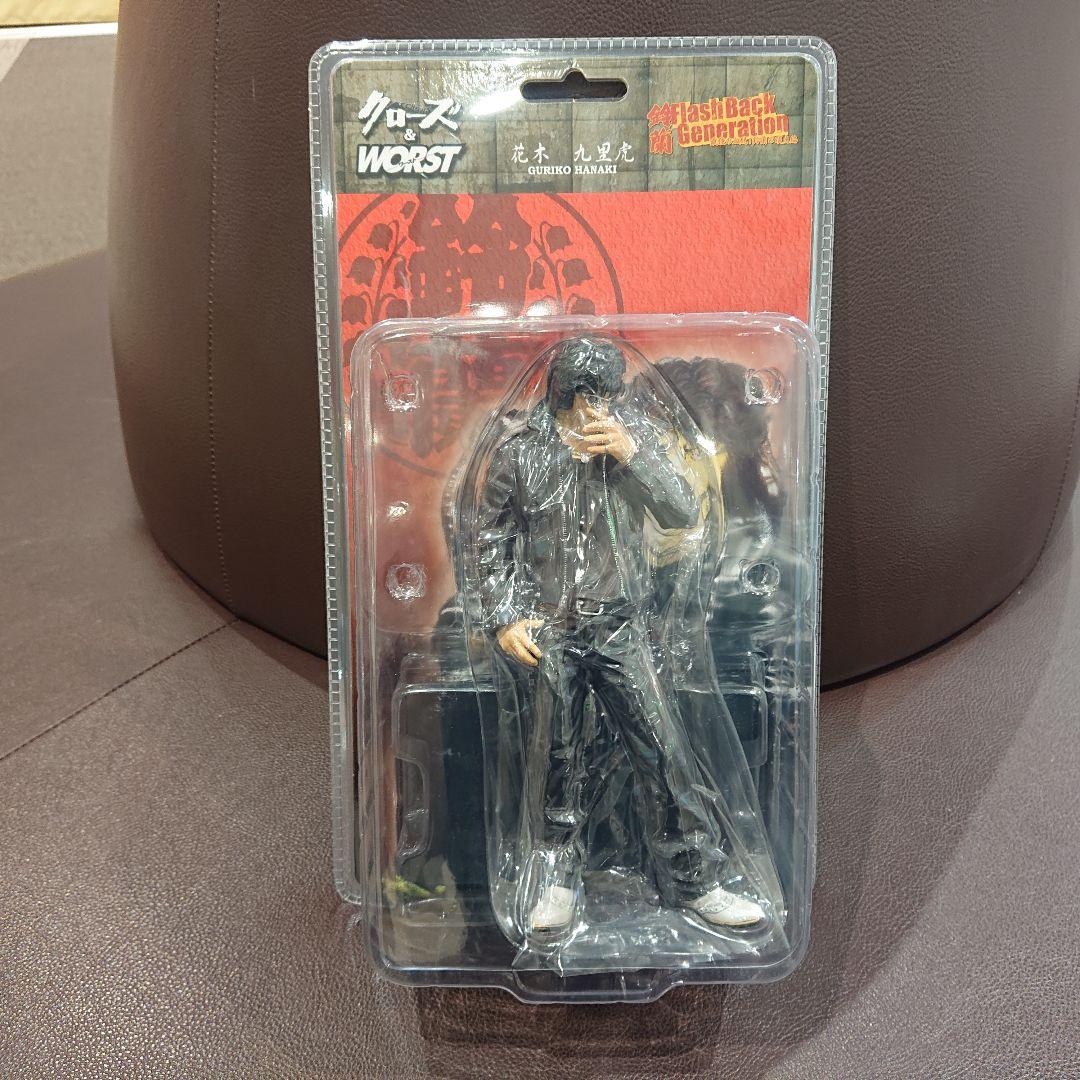 クローズ
&
WORST
花木 九里虎
GURIKO HANAKI
鈴蘭
FlashBack
Generation